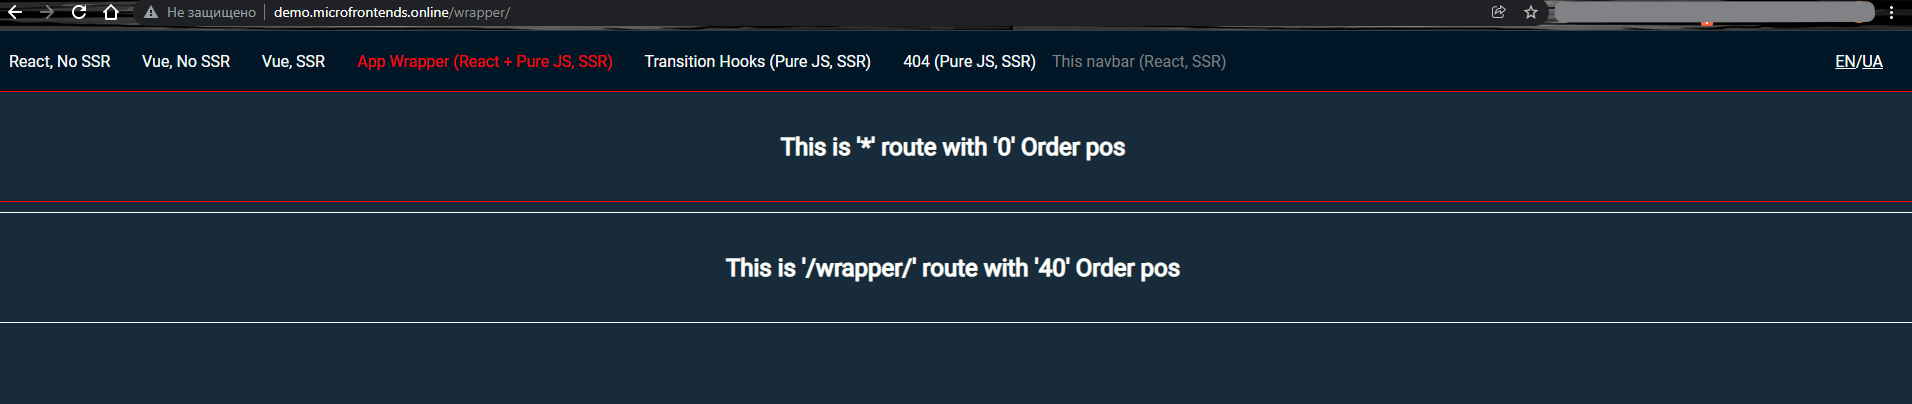 Не защищено demo.microfrontends.online/wrapper/
React, No SSR Vue, No SSR Vue, SSR App Wrapper (React + Pure JS, SSR) Transition Hooks (Pure JS, SSR) 404 (Pure JS, SSR) This navbar (React, SSR) EN/UA
This is '*' route with '0' Order pos
This is '/wrapper/' route with '40' Order pos